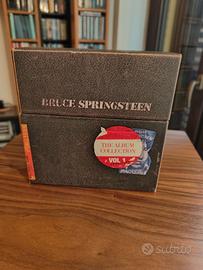 BRUCE SPRINGSTEEN
THE ALBUM
COLLECTION
VOL 1
subito